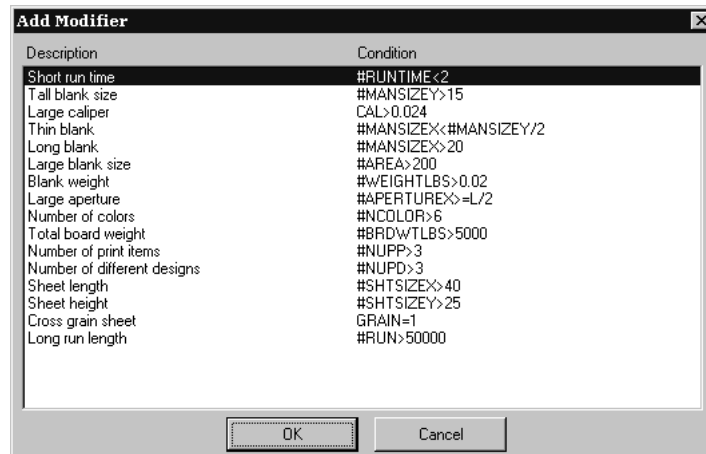 Add Modifier
Description Condition
Short run time #RUNTIME<2
Tall blank size #MANSIZEY>15
Large caliper CAL>0.024
Thin blank #MANSIZEX<#MANSIZEY/2
Long blank #MANSIZEX>20
Large blank size #AREA>200
Blank weight #WEIGHTLBS>0.02
Large aperture #APERTUREX>=L/2
Number of colors #NCOLOR>6
Total board weight #BRDWTLBS>5000
Number of print items #NUPP>3
Number of different designs #NUPD>3
Sheet length #SHTSIZEX>40
Sheet height #SHTSIZEY>25
Cross grain sheet GRAIN=1
Long run length #RUN>50000
OK Cancel